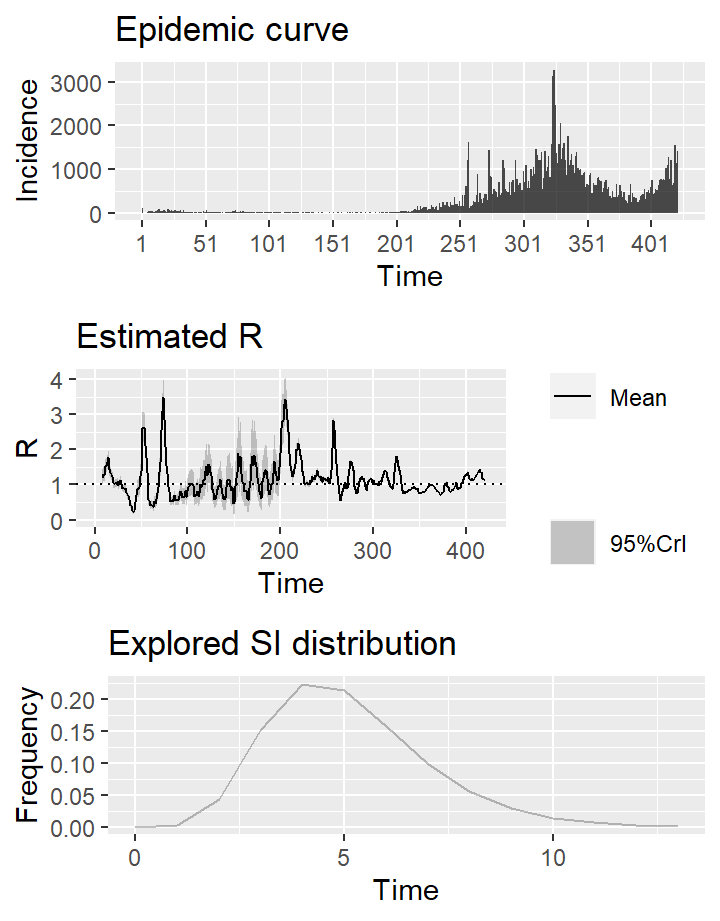 Epidemic curve
3000
2000
1000
0
Incidence
1 51 101 151 201 251 301 351 401
Time
Estimated R
4
3
2
1
0
R
0 100 200 300 400
Time
Mean
95%CrI
Explored SI distribution
0.20
0.15
0.10
0.05
0.00
Frequency
0 5 10
Time